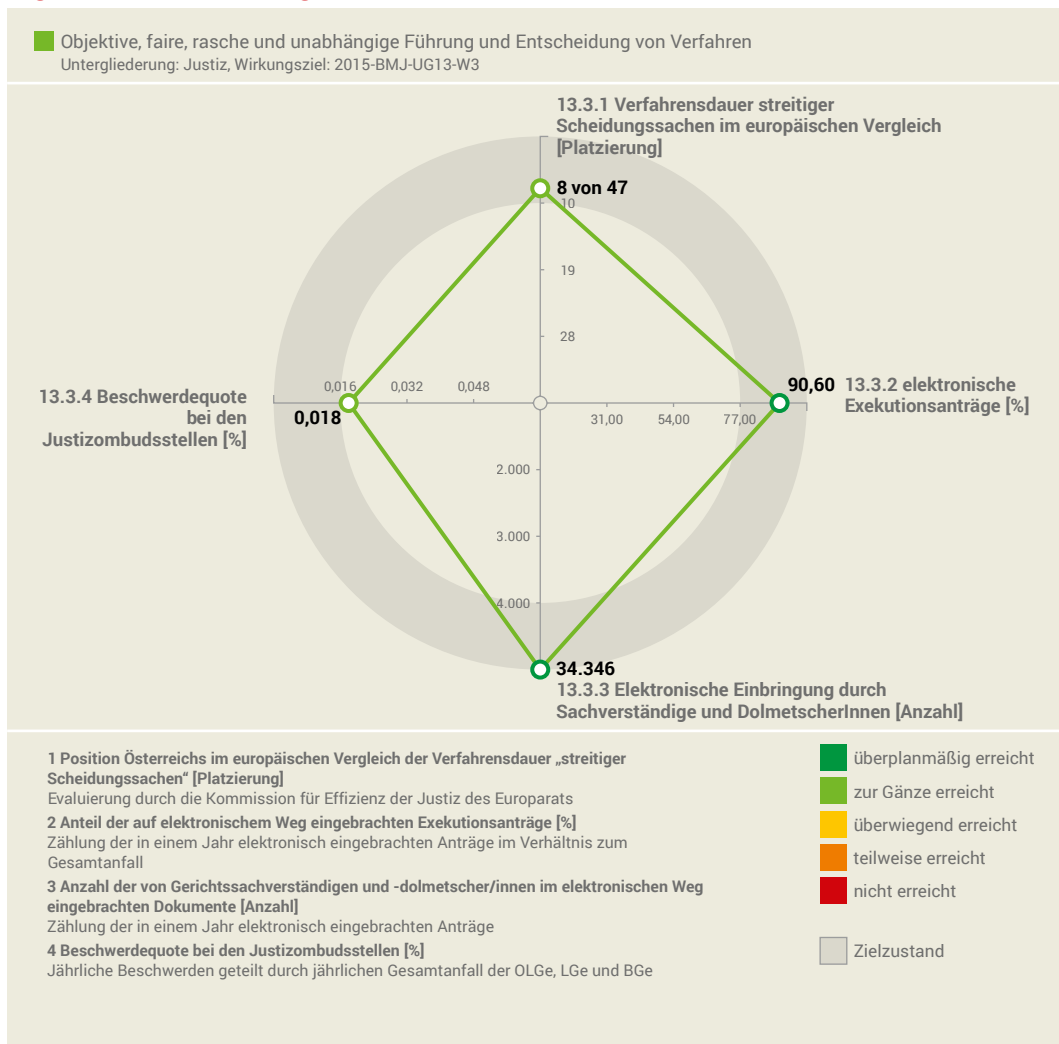 Objektive, faire, rasche und unabhängige Führung und Entscheidung von Verfahren
Untergliederung: Justiz, Wirkungsziel: 2015-BMJ-UG13-W3
13.3.1 Verfahrensdauer streitiger
Scheidungssachen im europäischen Vergleich
[Platzierung]
8 von 47
10
19
28
13.3.4 Beschwerdequote
bei den
Justizombudsstellen [%]
0,016
0,032
0,048
0,018
90,60
13.3.2 elektronische
Exekutionsanträge [%]
31,00
54,00
77,00
2.000
3.000
4.000
34.346
13.3.3 Elektronische Einbringung durch
Sachverständige und DolmetscherInnen [Anzahl]
1 Position Österreichs im europäischen Vergleich der Verfahrensdauer „streitiger
Scheidungssachen“ [Platzierung]
Evaluierung durch die Kommission für Effizienz der Justiz des Europarats
2 Anteil der auf elektronischem Weg eingebrachten Exekutionsanträge [%]
Zählung der in einem Jahr elektronisch eingebrachten Anträge im Verhältnis zum
Gesamtanfall
3 Anzahl der von Gerichtssachverständigen und -dolmetscher/innen im elektronischen Weg
eingebrachten Dokumente [Anzahl]
Zählung der in einem Jahr elektronisch eingebrachten Anträge
4 Beschwerdequote bei den Justizombudsstellen [%]
Jährliche Beschwerden geteilt durch jährlichen Gesamtanfall der OLGe, LGe und BGe
überplanmäßig erreicht
zur Gänze erreicht
überwiegend erreicht
teilweise erreicht
nicht erreicht
Zielzustand